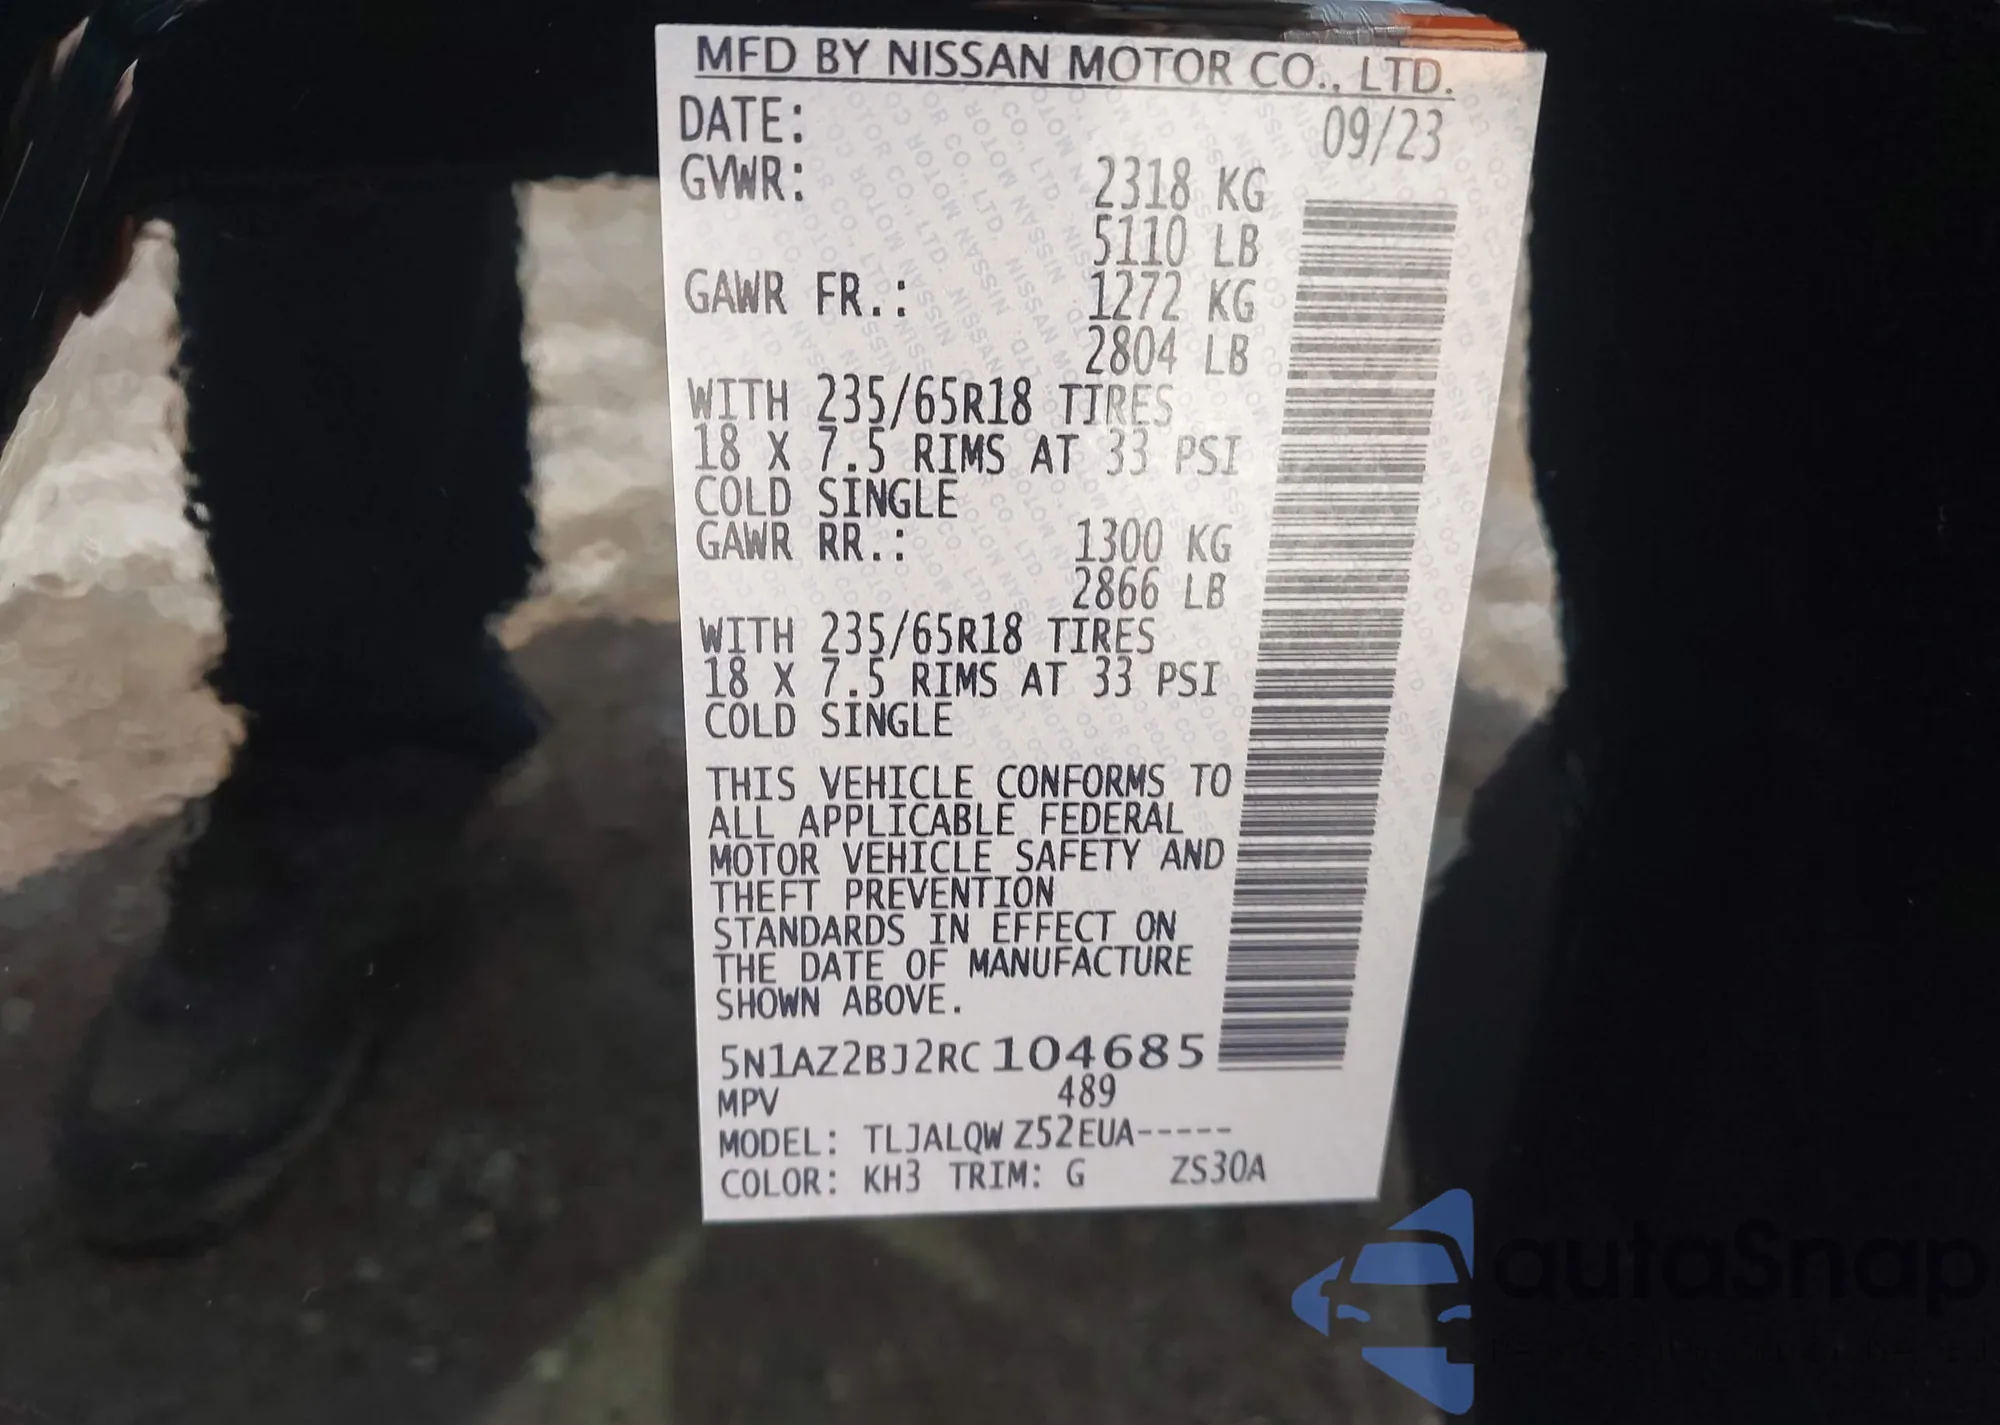 MFD BY NISSAN MOTOR CO., LTD.
DATE: 09/23
GVWR: 2318 KG
5110 LB
GAWR FR.: 1272 KG
2804 LB
WITH 235/65R18 TIRES
18 X 7.5 RIMS AT 33 PSI
COLD SINGLE
GAWR RR.: 1300 KG
2866 LB
WITH 235/65R18 TIRES
18 X 7.5 RIMS AT 33 PSI
COLD SINGLE
THIS VEHICLE CONFORMS TO
ALL APPLICABLE FEDERAL
MOTOR VEHICLE SAFETY AND
THEFT PREVENTION
STANDARDS IN EFFECT ON
THE DATE OF MANUFACTURE
SHOWN ABOVE.
5N1AZ2BJ2RC104685
MPV 489
MODEL: TLJALQW Z52EUA-----
COLOR: KH3 TRIM: G ZS30A
autoSnap